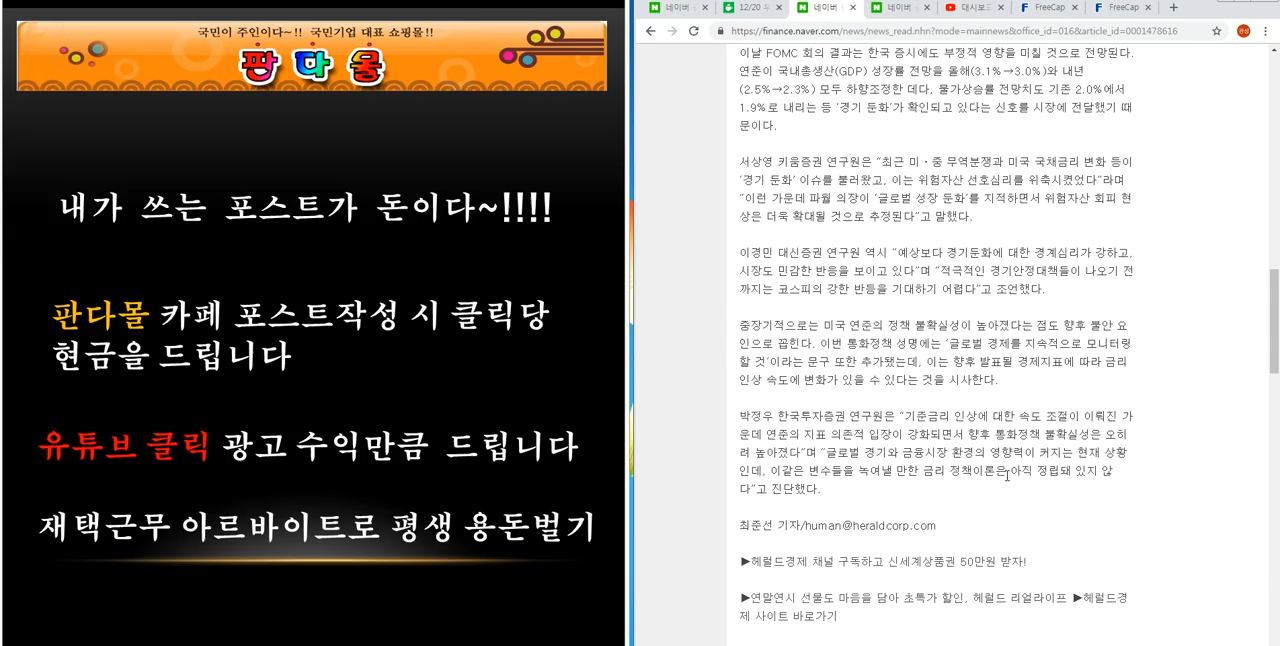 국민이 주인이다~!! 국민기업 대표 쇼핑몰!!
판다몰
내가 쓰는 포스트가 돈이다~!!!!
판다몰 카페 포스트작성 시 클릭당
현금을 드립니다
유튜브 클릭 광고 수익만큼 드립니다
재택근무 아르바이트로 평생 용돈벌기
네이버
12/20
네이버
네이버
대시보드
FreeCap
FreeCap
https://finance.naver.com/news/news_read.nhn?mode=mainnews&office_id=016&article_id=0001478616
이날 FOMC 회의 결과는 한국 증시에도 부정적 영향을 미칠 것으로 전망된다.
연준이 국내총생산(GDP) 성장률 전망을 올해(3.1%→3.0%)와 내년
(2.5%→2.3%) 모두 하향조정한 데다, 물가상승률 전망치도 기존 2.0%에서
1.9%로 내리는 등 '경기 둔화'가 확인되고 있다는 신호를 시장에 전달했기 때
문이다.
서상영 키움증권 연구원은 "최근 미ㆍ중 무역분쟁과 미국 국채금리 변화 등이
'경기 둔화' 이슈를 불러왔고, 이는 위험자산 선호심리를 위축시켰었다"라며
"이런 가운데 파월 의장이 '글로벌 성장 둔화'를 지적하면서 위험자산 회피 현
상은 더욱 확대될 것으로 추정된다"고 말했다.
이경민 대신증권 연구원 역시 "예상보다 경기둔화에 대한 경계심리가 강하고,
시장도 민감한 반응을 보이고 있다"며 "적극적인 경기안정대책들이 나오기 전
까지는 코스피의 강한 반등을 기대하기 어렵다"고 조언했다.
중장기적으로는 미국 연준의 정책 불확실성이 높아졌다는 점도 향후 불안 요
인으로 꼽힌다. 이번 통화정책 성명에는 '글로벌 경제를 지속적으로 모니터링
할 것'이라는 문구 또한 추가됐는데, 이는 향후 발표될 경제지표에 따라 금리
인상 속도에 변화가 있을 수 있다는 것을 시사한다.
박정우 한국투자증권 연구원은 "기준금리 인상에 대한 속도 조절이 이뤄진 가
운데 연준의 지표 의존적 입장이 강화되면서 향후 통화정책 불확실성은 오히
려 높아졌다"며 "글로벌 경기와 금융시장 환경의 영향력이 커지는 현재 상황
인데, 이같은 변수들을 녹여낼 만한 금리 정책이론은 아직 정립돼 있지 않
다"고 진단했다.
최준선 기자/human@heraldcorp.com
▶헤럴드경제 채널 구독하고 신세계상품권 50만원 받자!
▶연말연시 선물도 마음을 담아 초특가 할인, 헤럴드 리얼라이프 ▶헤럴드경
제 사이트 바로가기